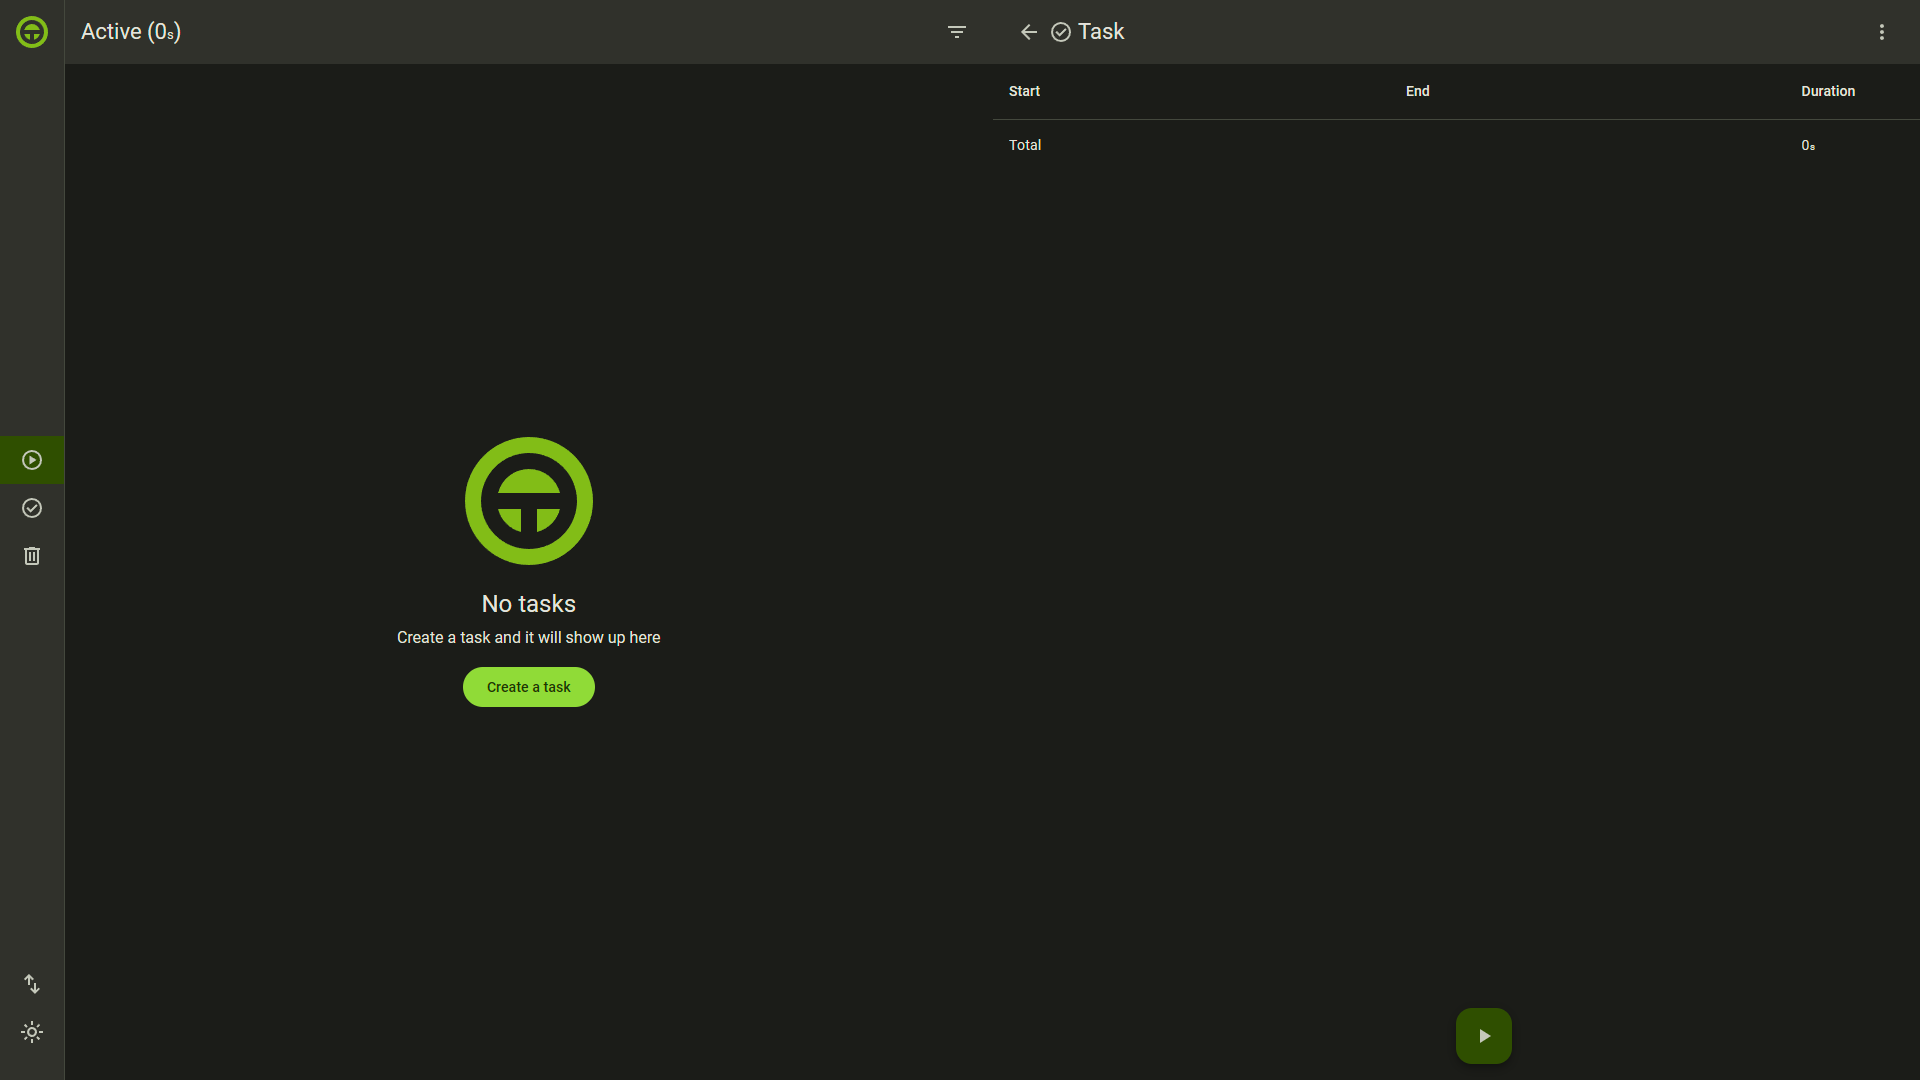 Active (0s)
Task
Start End Duration
Total 0s
No tasks
Create a task and it will show up here
Create a task